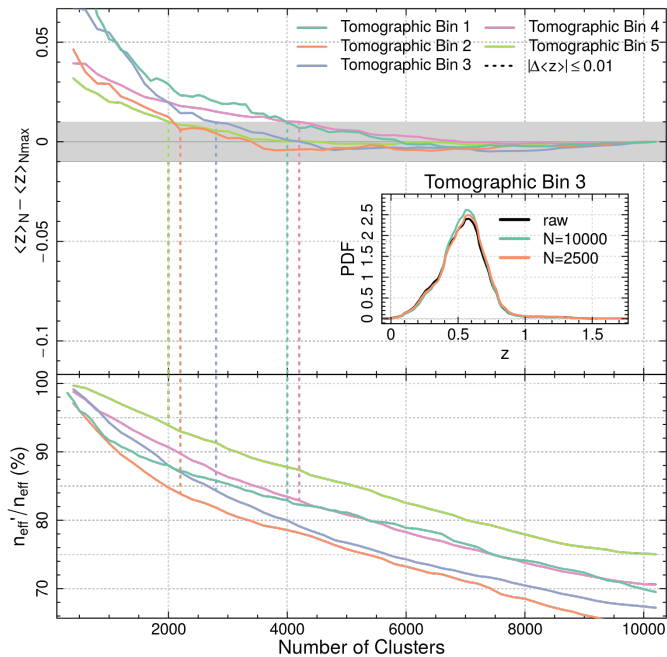 Tomographic Bin 1
Tomographic Bin 2
Tomographic Bin 3
Tomographic Bin 4
Tomographic Bin 5
|Δ<z>| ≤ 0.01
0.05
0
−0.05
−0.1
<z>N − <z>Nmax
Tomographic Bin 3
raw
N=10000
N=2500
PDF
0 0.5 1 1.5 2 2.5
0 0.5 1 1.5
z
100
90
80
70
neff'/neff (%)
2000 4000 6000 8000 10000
Number of Clusters